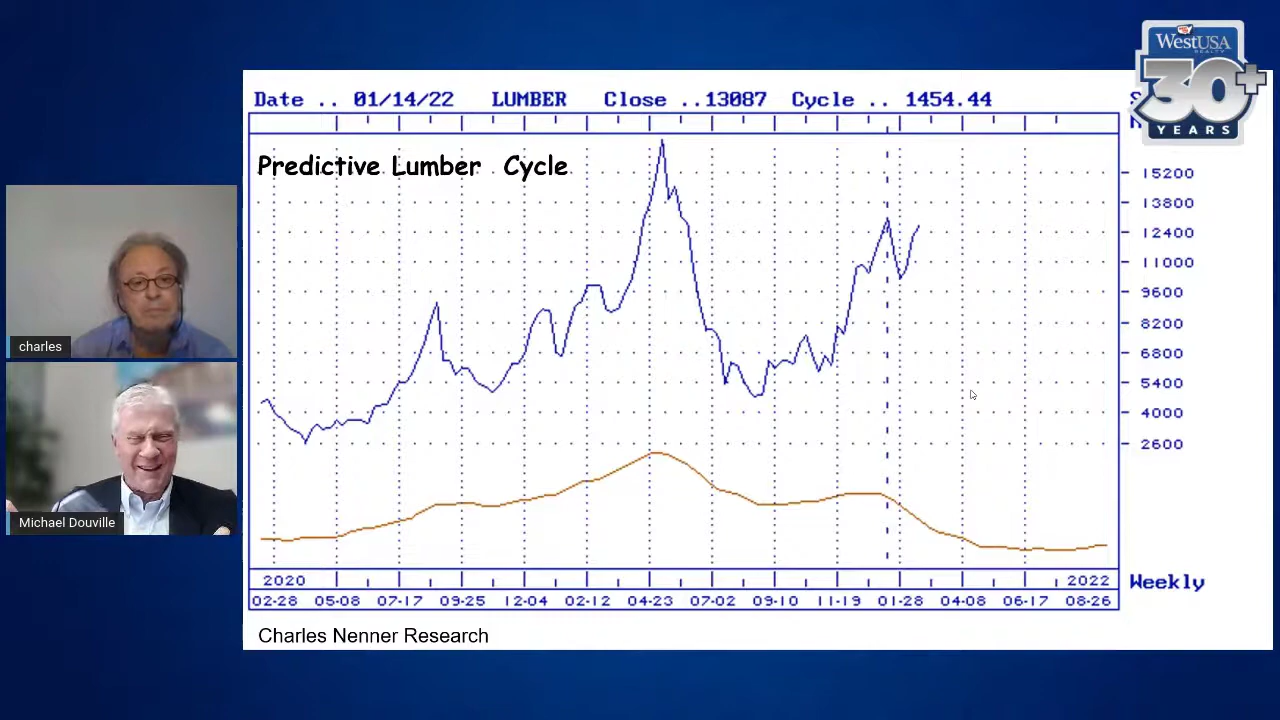 WestUSA
REALTY
30+
YEARS
Date .. 01/14/22 LUMBER Close ..13087 Cycle .. 1454.44
Predictive Lumber Cycle
15200
13800
12400
11000
9600
8200
6800
5400
4000
2600
charles
Michael Douville
2020 2022 Weekly
02-28 05-08 07-17 09-25 12-04 02-12 04-23 07-02 09-10 11-19 01-28 04-08 06-17 08-26
Charles Nenner Research